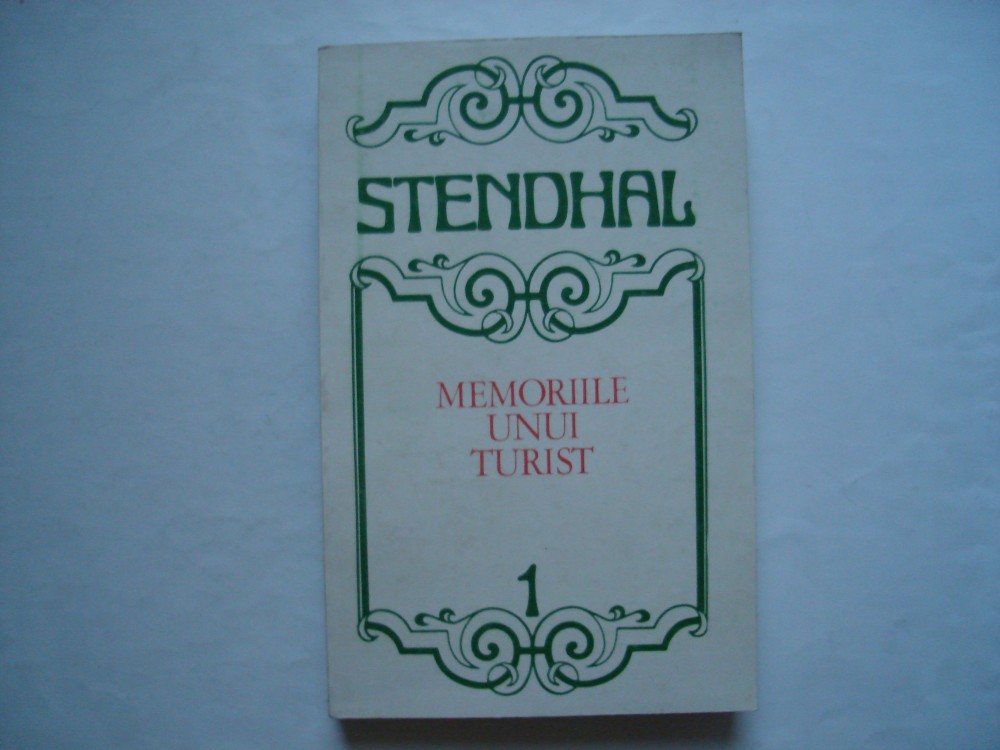 STENDHAL
MEMORIILE
UNUI
TURIST
1